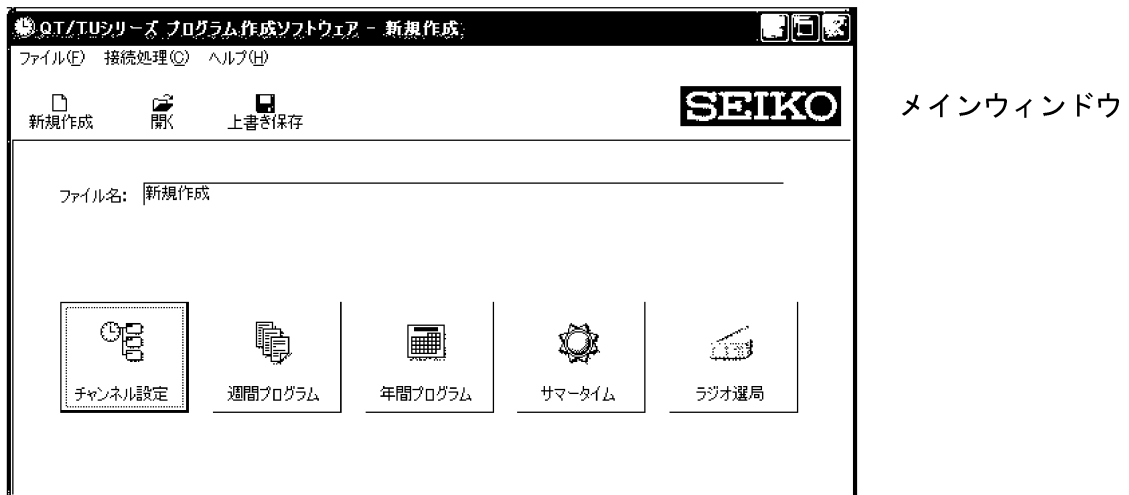 QT/TUシリーズ プログラム作成ソフトウェア - 新規作成
ファイル(F) 接続処理(C) ヘルプ(H)
新規作成 開く 上書き保存
SEIKO
メインウィンドウ
ファイル名: 新規作成
チャンネル設定 週間プログラム 年間プログラム サマータイム ラジオ選局